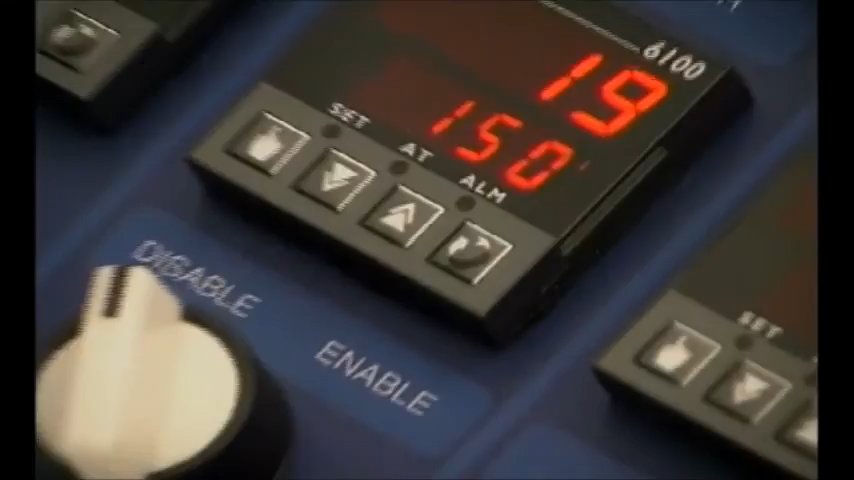 6100
19
150
SET
AT
ALM
DISABLE
ENABLE
SET